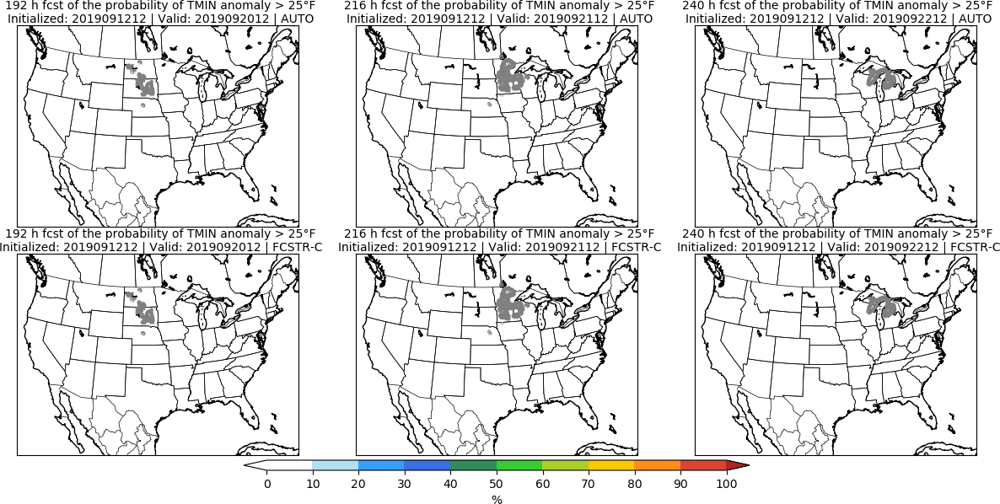 192 h fcst of the probability of TMIN anomaly > 25°F
Initialized: 2019091212 | Valid: 2019092012 | AUTO
216 h fcst of the probability of TMIN anomaly > 25°F
Initialized: 2019091212 | Valid: 2019092112 | AUTO
240 h fcst of the probability of TMIN anomaly > 25°F
Initialized: 2019091212 | Valid: 2019092212 | AUTO
192 h fcst of the probability of TMIN anomaly > 25°F
Initialized: 2019091212 | Valid: 2019092012 | FCSTR-C
216 h fcst of the probability of TMIN anomaly > 25°F
Initialized: 2019091212 | Valid: 2019092112 | FCSTR-C
240 h fcst of the probability of TMIN anomaly > 25°F
Initialized: 2019091212 | Valid: 2019092212 | FCSTR-C
0 10 20 30 40 50 60 70 80 90 100
%